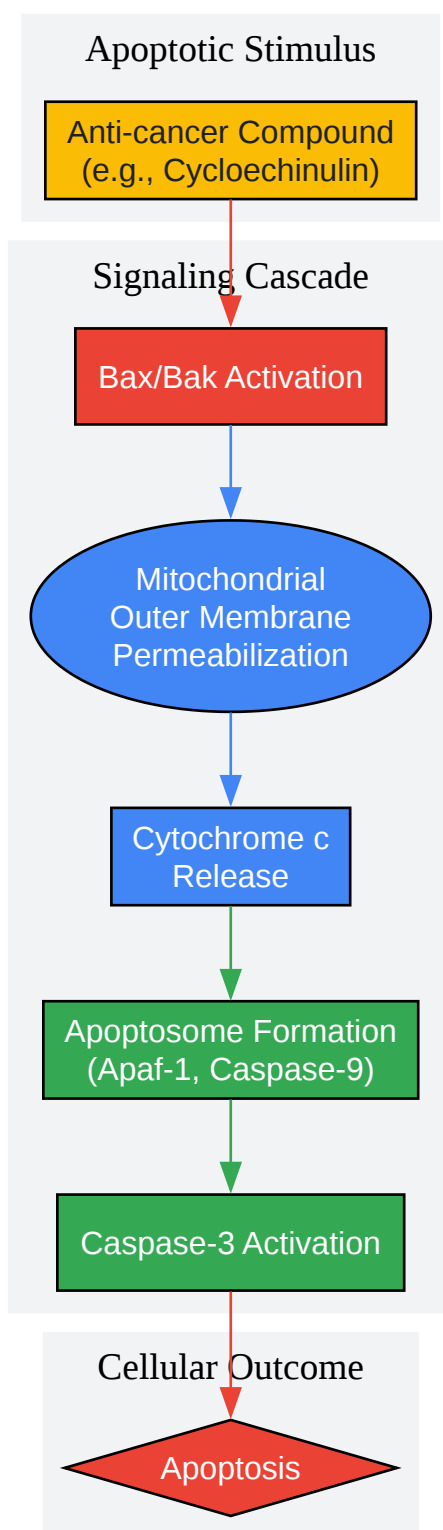 Apoptotic Stimulus
Anti-cancer Compound
(e.g., Cycloechinulin)
Signaling Cascade
Bax/Bak Activation
Mitochondrial
Outer Membrane
Permeabilization
Cytochrome c
Release
Apoptosome Formation
(Apaf-1, Caspase-9)
Caspase-3 Activation
Cellular Outcome
Apoptosis